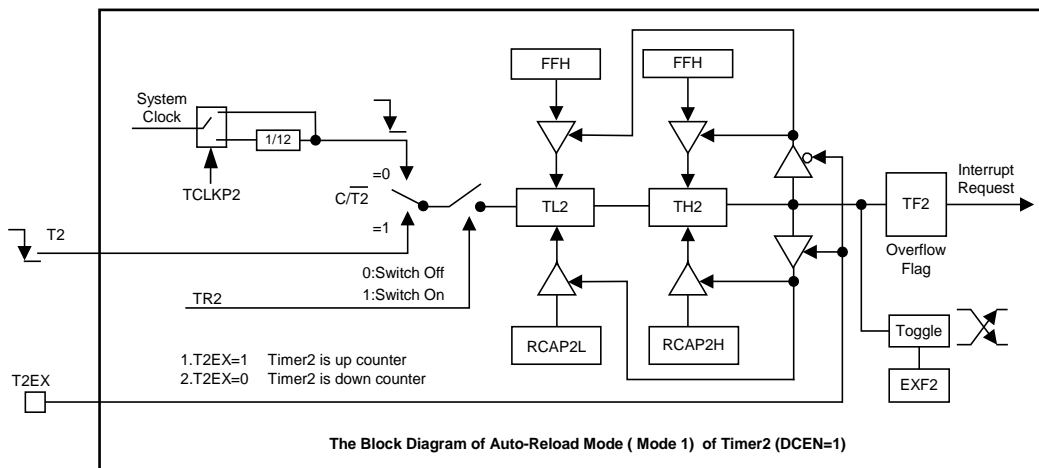 FFH
FFH
System
Clock
1/12
TCLKP2
=0
C/T2
=1
TL2
TH2
TF2
Interrupt
Request
Overflow
Flag
T2
0:Switch Off
1:Switch On
TR2
RCAP2L
RCAP2H
Toggle
EXF2
1.T2EX=1 Timer2 is up counter
2.T2EX=0 Timer2 is down counter
T2EX
The Block Diagram of Auto-Reload Mode ( Mode 1) of Timer2 (DCEN=1)